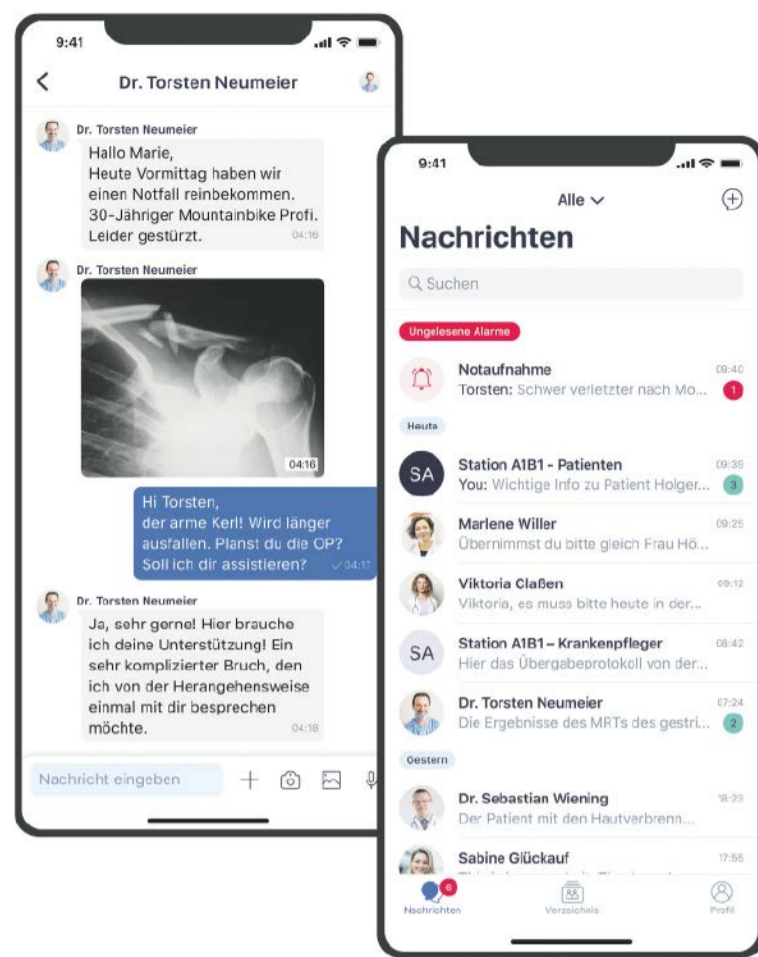 9:41
Dr. Torsten Neumeier
Dr. Torsten Neumeier
Hallo Marie,
Heute Vormittag haben wir
einen Notfall reinbekommen.
30-Jähriger Mountainbike Profi.
Leider gestürzt.
04:16
Dr. Torsten Neumeier
04:16
Hi Torsten,
der arme Kerl! Wird länger
ausfallen. Planst du die OP?
Soll ich dir assistieren?
04:17
Dr. Torsten Neumeier
Ja, sehr gerne! Hier brauche
ich deine Unterstützung! Ein
sehr komplizierter Bruch, den
ich von der Herangehensweise
einmal mit dir besprechen
möchte.
04:18
Nachricht eingeben
9:41
Alle
Nachrichten
Suchen
Ungelesene Alarme
Notaufnahme
09:40
Torsten: Schwer verletzter nach Mo...
1
Heute
SA
Station A1B1 - Patienten
09:39
You: Wichtige Info zu Patient Holger...
3
Marlene Willer
09:25
Übernimmst du bitte gleich Frau Hö...
Viktoria Claßen
09:12
Viktoria, es muss bitte heute in der...
SA
Station A1B1 – Krankenpfleger
08:42
Hier das Übergabeprotokoll von der...
Dr. Torsten Neumeier
07:24
Die Ergebnisse des MRTs des gestri...
2
Gestern
Dr. Sebastian Wiening
18:23
Der Patient mit den Hautverbrenn...
Sabine Glückauf
17:55
6
Nachrichten
Verzeichnis
Profil